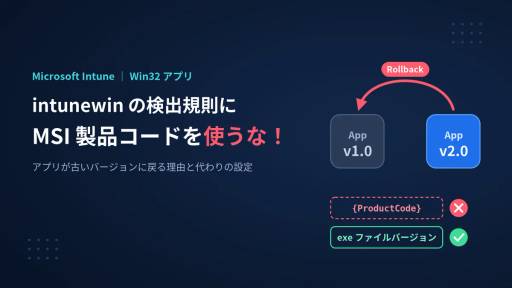 Microsoft Intune | Win32 アプリ
intunewin の検出規則に
MSI 製品コードを使うな！
アプリが古いバージョンに戻る理由と代わりの設定
Rollback
App
v1.0
App
v2.0
{ProductCode}
exe ファイルバージョン